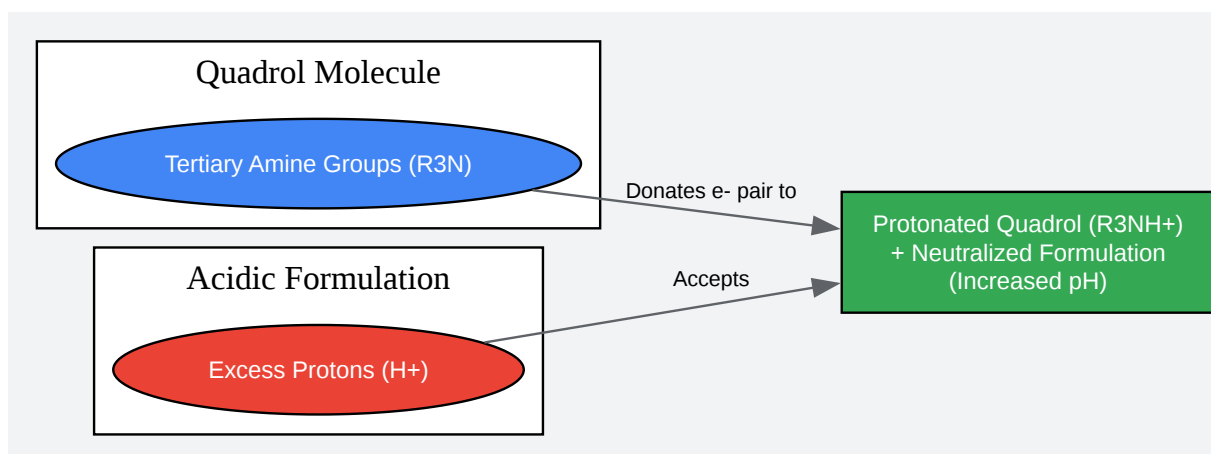 Quadrol Molecule
Tertiary Amine Groups (R3N)
Donates e- pair to
Protonated Quadrol (R3NH+)
+ Neutralized Formulation
(Increased pH)
Acidic Formulation
Accepts
Excess Protons (H+)